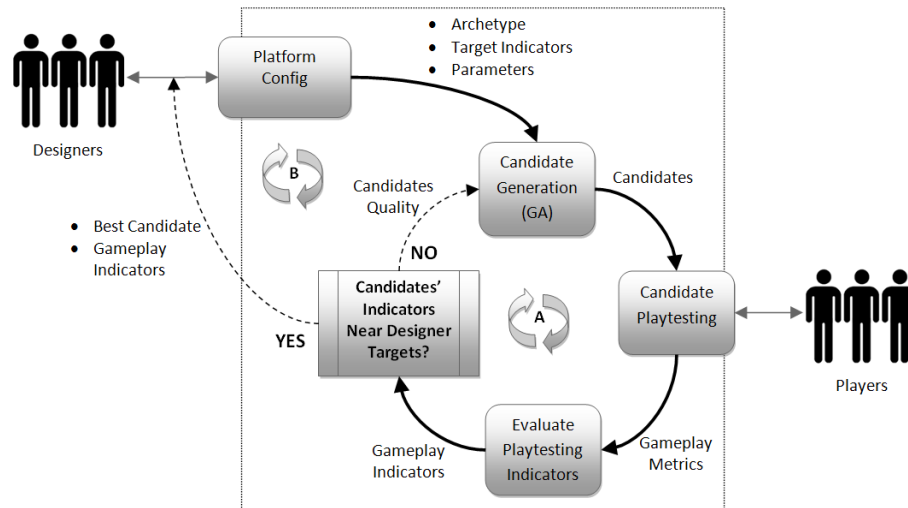 • Archetype
• Target Indicators
• Parameters
Platform
Config
Designers
B
Candidate
Generation
(GA)
Candidates
Candidates
Quality
• Best Candidate
• Gameplay
Indicators
NO
YES
Candidates’
Indicators
Near Designer
Targets?
A
Candidate
Playtesting
Players
Evaluate
Playtesting
Indicators
Gameplay
Metrics
Gameplay
Indicators